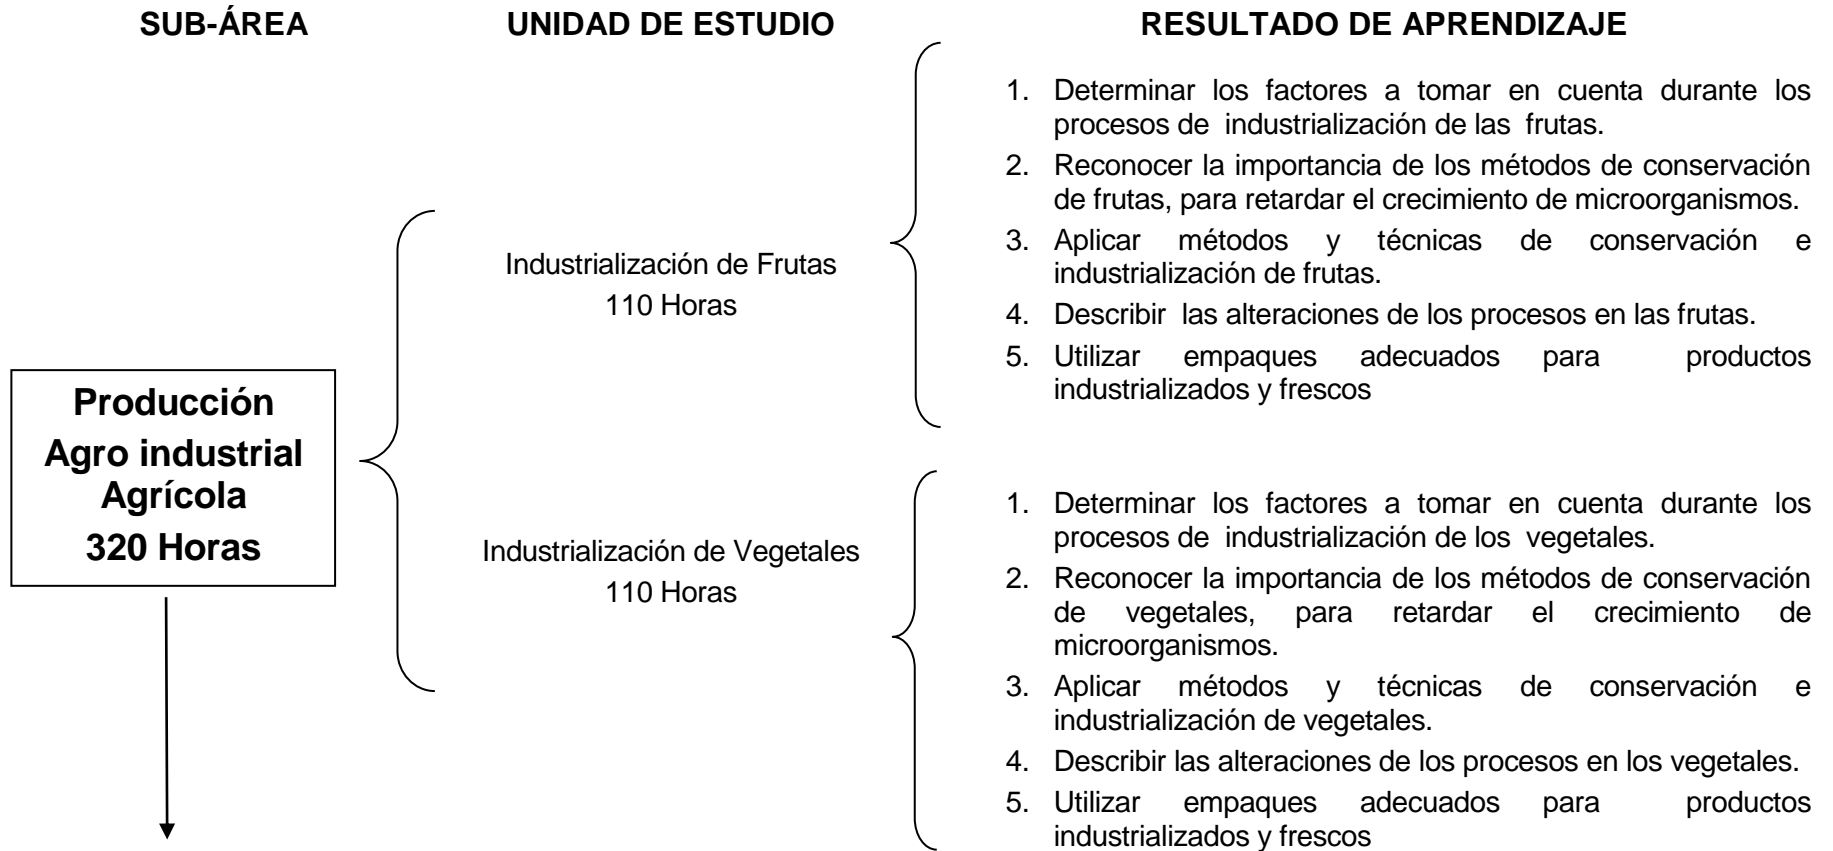 SUB-ÁREA UNIDAD DE ESTUDIO RESULTADO DE APRENDIZAJE
Producción
Agro industrial
Agrícola
320 Horas
Industrialización de Frutas
110 Horas
1. Determinar los factores a tomar en cuenta durante los
procesos de industrialización de las frutas.
2. Reconocer la importancia de los métodos de conservación
de frutas, para retardar el crecimiento de microorganismos.
3. Aplicar métodos y técnicas de conservación e
industrialización de frutas.
4. Describir las alteraciones de los procesos en las frutas.
5. Utilizar empaques adecuados para productos
industrializados y frescos
Industrialización de Vegetales
110 Horas
1. Determinar los factores a tomar en cuenta durante los
procesos de industrialización de los vegetales.
2. Reconocer la importancia de los métodos de conservación
de vegetales, para retardar el crecimiento de
microorganismos.
3. Aplicar métodos y técnicas de conservación e
industrialización de vegetales.
4. Describir las alteraciones de los procesos en los vegetales.
5. Utilizar empaques adecuados para productos
industrializados y frescos